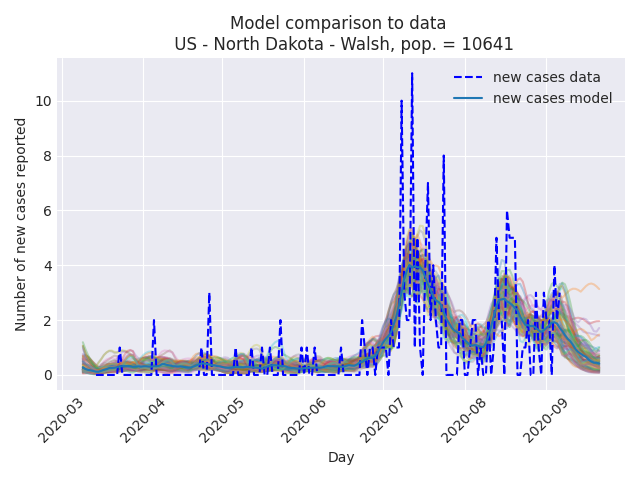 Model comparison to data
US - North Dakota - Walsh, pop. = 10641
new cases data
new cases model
Number of new cases reported
10
8
6
4
2
0
2020-03
2020-04
2020-05
2020-06
2020-07
2020-08
2020-09
Day